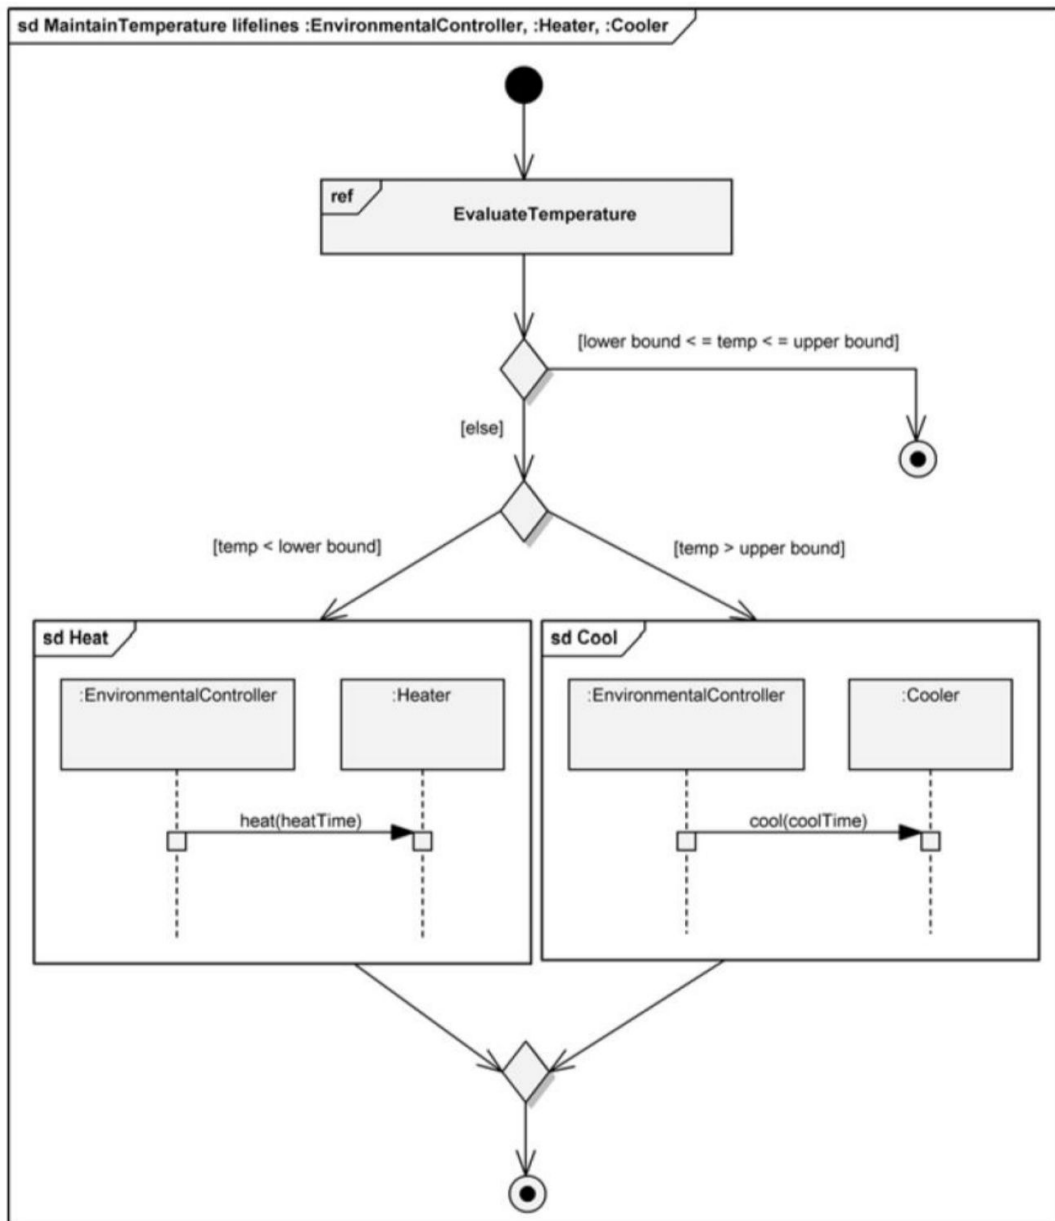 sd MaintainTemperature lifelines :EnvironmentalController, :Heater, :Cooler
ref
EvaluateTemperature
[lower bound < = temp <= upper bound]
[else]
[temp < lower bound]
[temp > upper bound]
sd Heat
:EnvironmentalController
:Heater
heat(heatTime)
sd Cool
:EnvironmentalController
:Cooler
cool(coolTime)